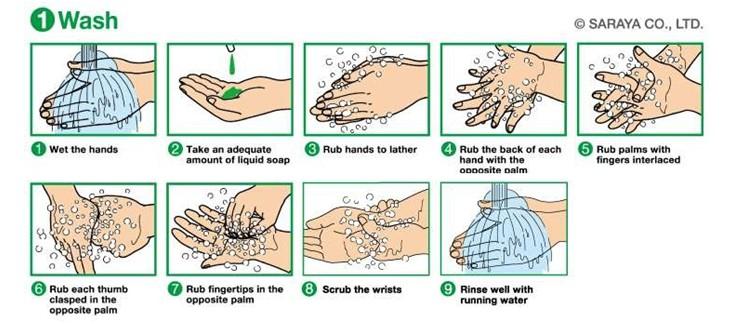 1 Wash
© SARAYA CO., LTD.
1 Wet the hands
2 Take an adequate
amount of liquid soap
3 Rub hands to lather
4 Rub the back of each
hand with the
opposite palm
5 Rub palms with
fingers interlaced
6 Rub each thumb
clasped in the
opposite palm
7 Rub fingertips in the
opposite palm
8 Scrub the wrists
9 Rinse well with
running water